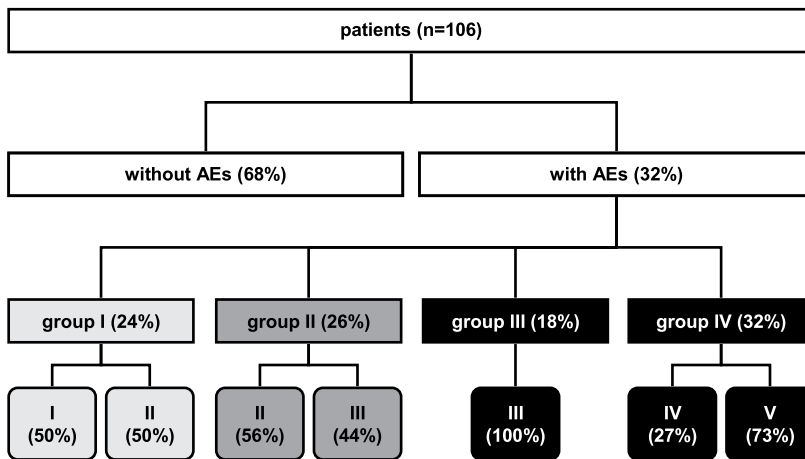 patients (n=106)
without AEs (68%)
with AEs (32%)
group I (24%)
group II (26%)
group III (18%)
group IV (32%)
I
(50%)
II
(50%)
II
(56%)
III
(44%)
III
(100%)
IV
(27%)
V
(73%)